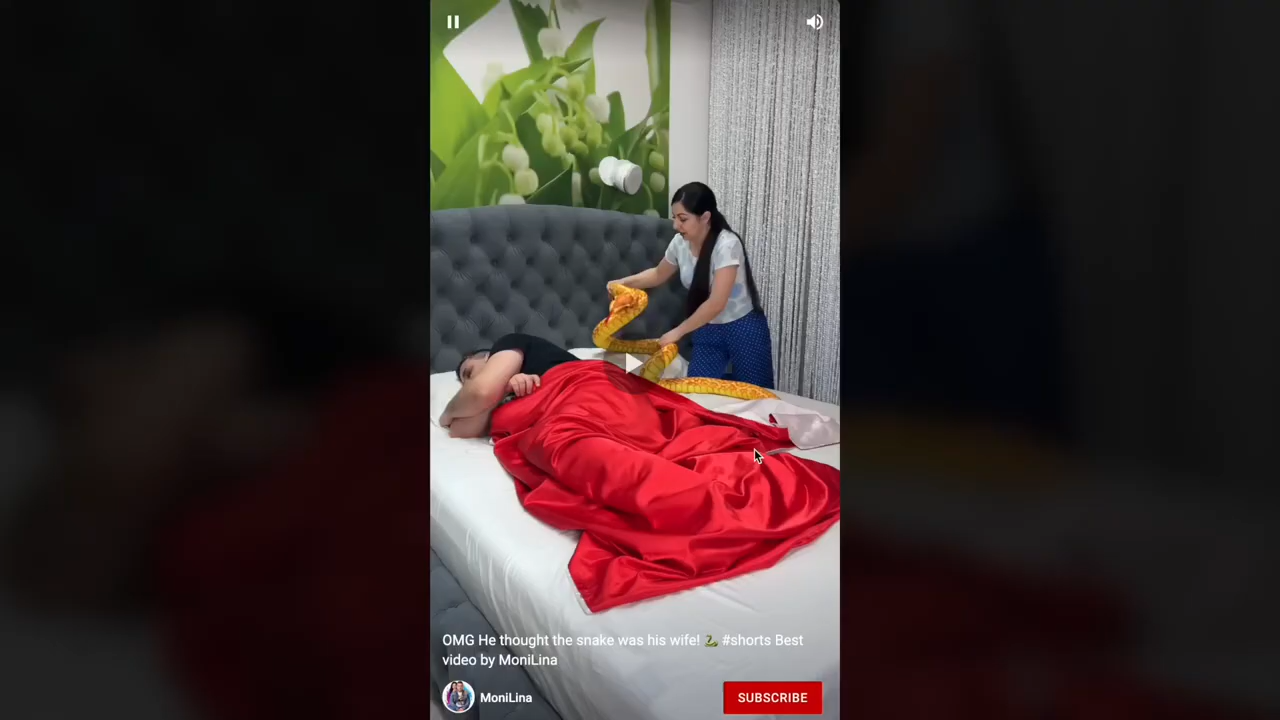 OMG He thought the snake was his wife! 🐍 #shorts Best
video by MoniLina
MoniLina
SUBSCRIBE